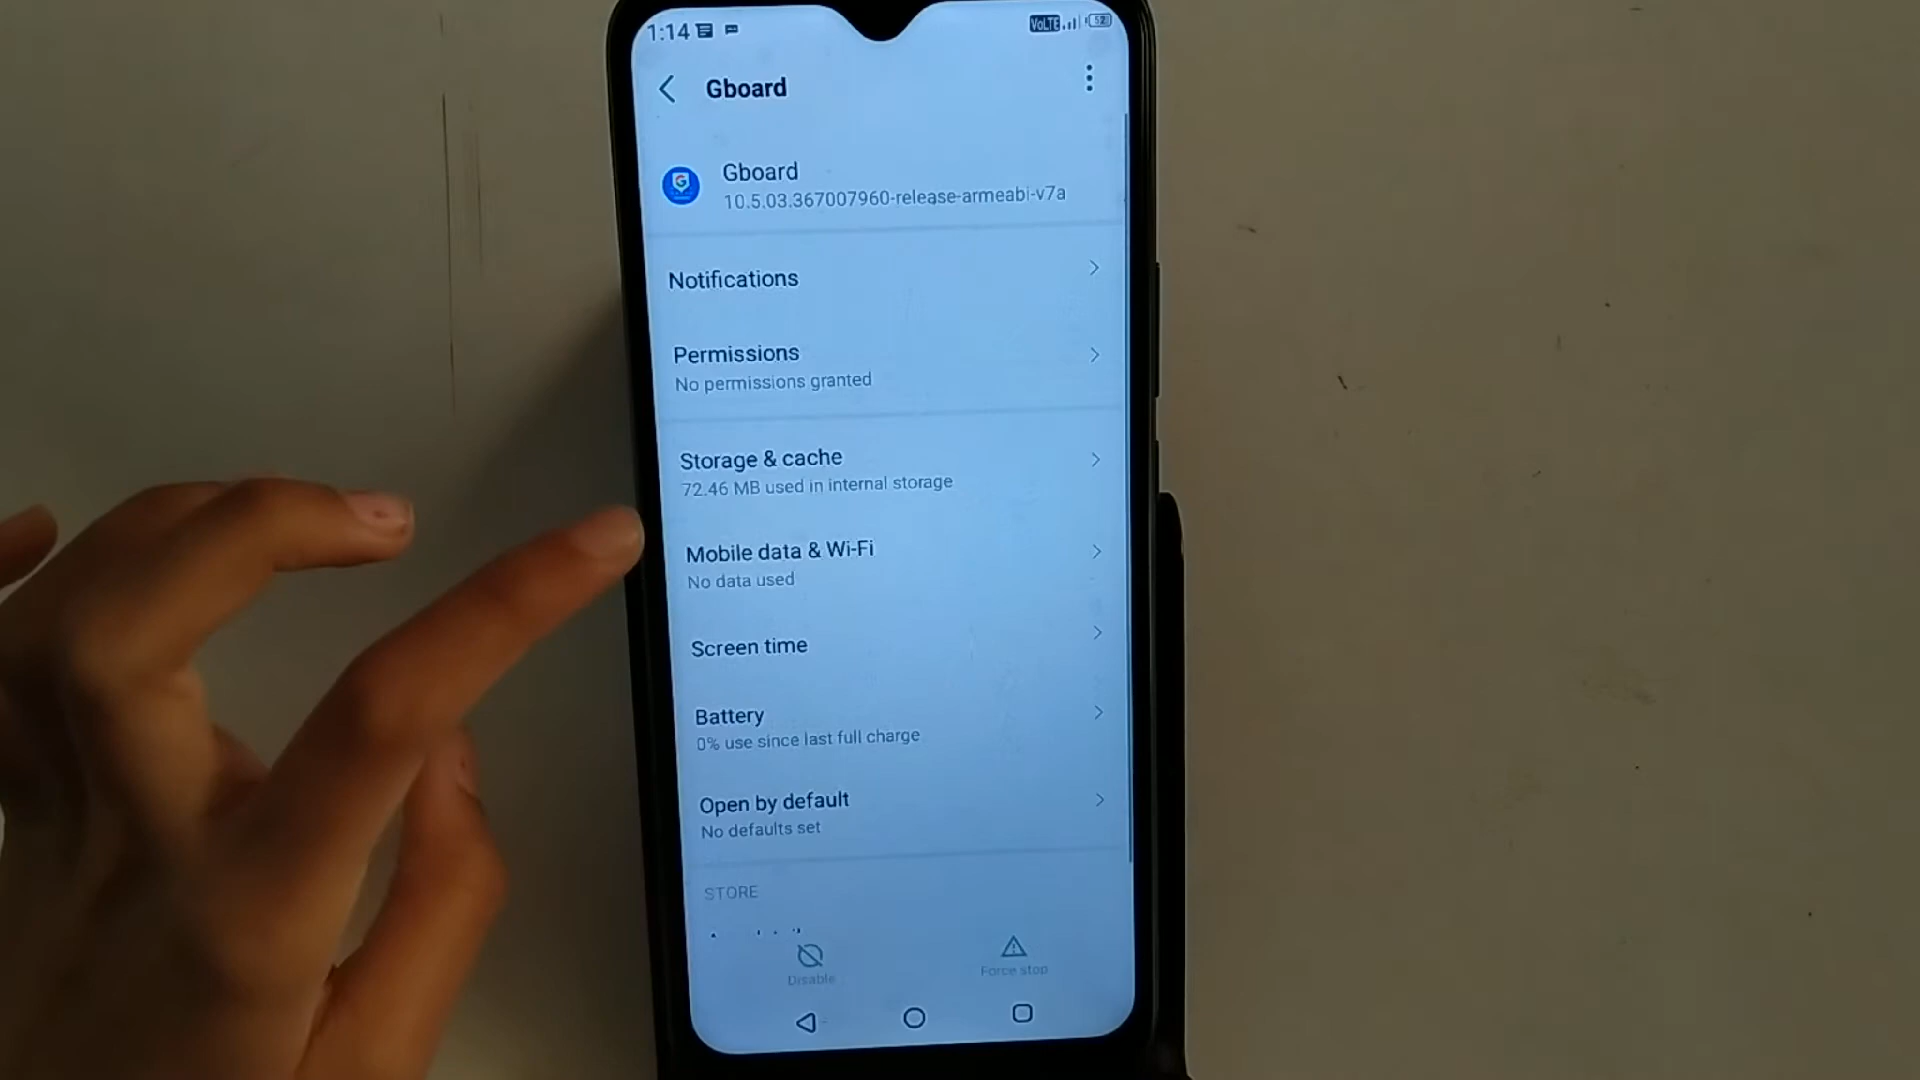 1:14
VoLTE
52
Gboard
Gboard
10.5.03.367007960-release-armeabi-v7a
Notifications
Permissions
No permissions granted
Storage & cache
72.46 MB used in internal storage
Mobile data & Wi-Fi
No data used
Screen time
Battery
0% use since last full charge
Open by default
No defaults set
STORE
Disable
Force stop